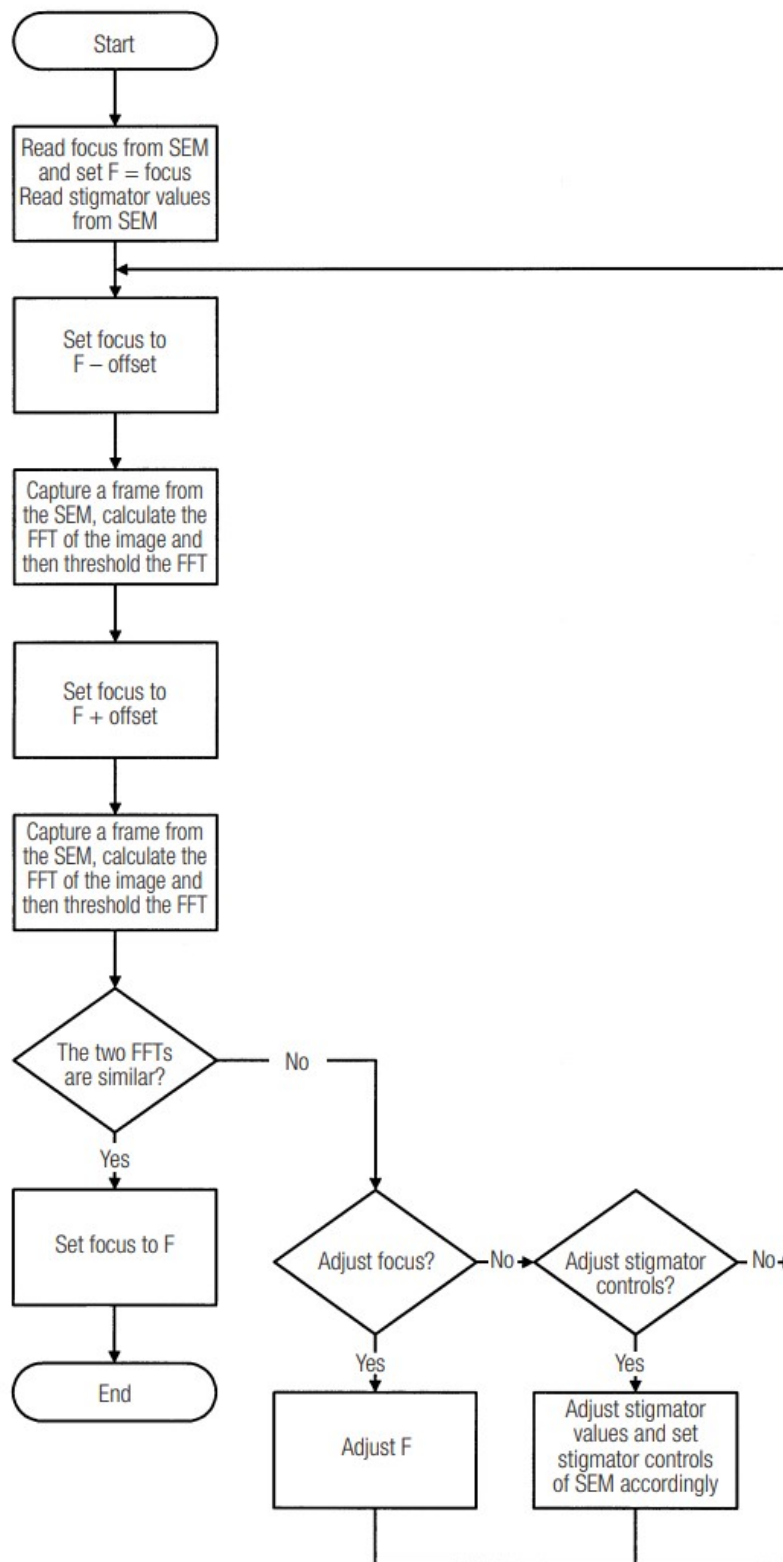 Start
Read focus from SEM
and set F = focus
Read stigmator values
from SEM
Set focus to
F – offset
Capture a frame from
the SEM, calculate the
FFT of the image and
then threshold the FFT
Set focus to
F + offset
Capture a frame from
the SEM, calculate the
FFT of the image and
then threshold the FFT
The two FFTs
are similar?
No
Yes
Set focus to F
End
Adjust focus?
No
Yes
Adjust F
Adjust stigmator
controls?
No
Yes
Adjust stigmator
values and set
stigmator controls
of SEM accordingly